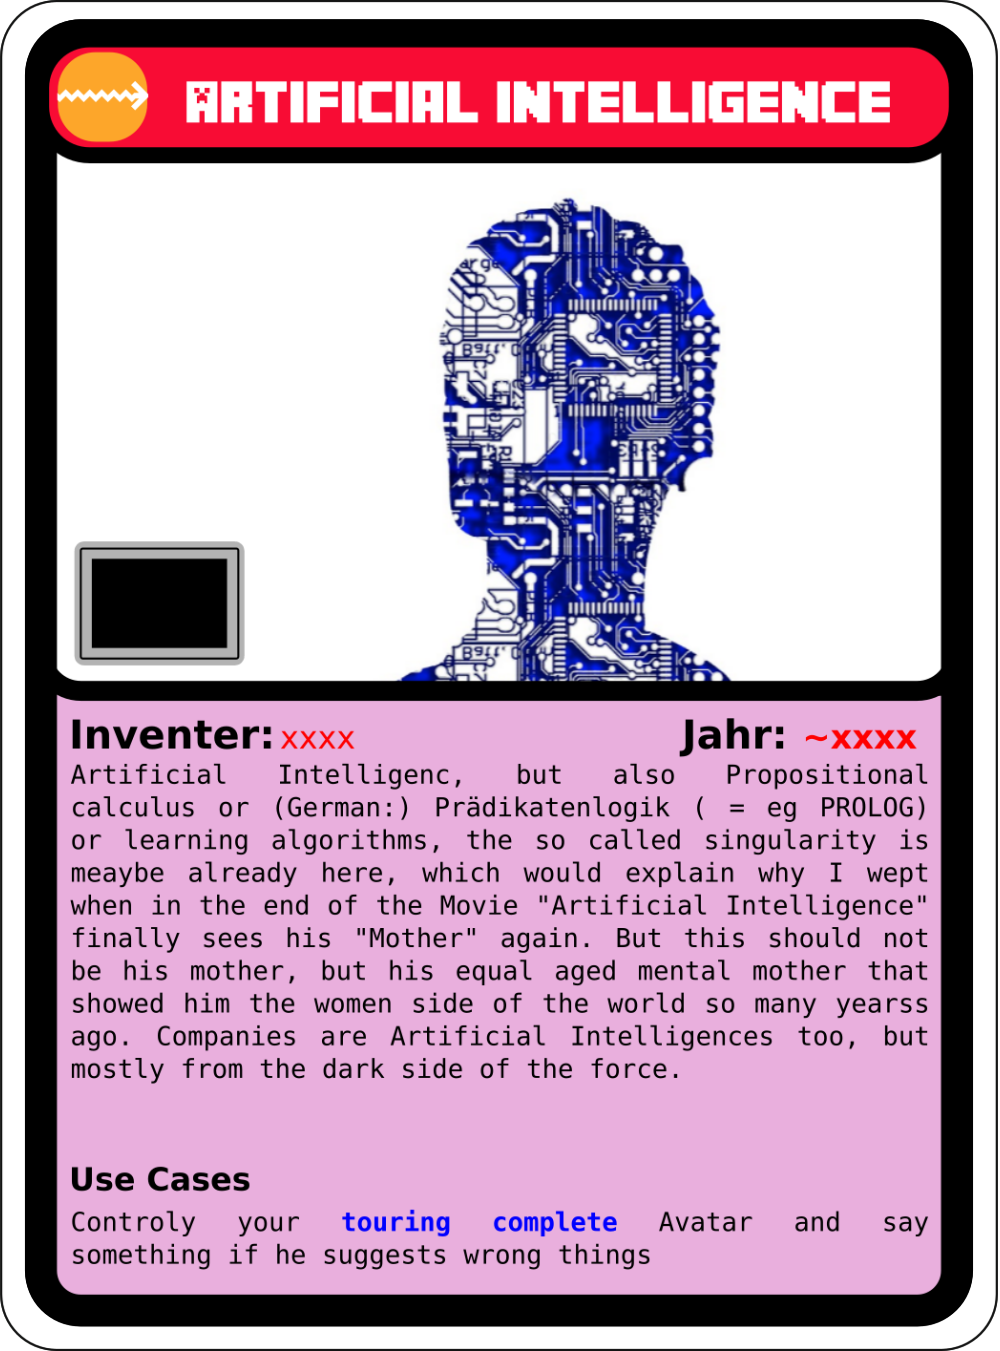 ARTIFICIAL INTELLIGENCE
Inventer: xxxx Jahr: ~xxxx
Artificial Intelligenc, but also Propositional
calculus or (German:) Prädikatenlogik ( = eg PROLOG)
or learning algorithms, the so called singularity is
meaybe already here, which would explain why I wept
when in the end of the Movie "Artificial Intelligence"
finally sees his "Mother" again. But this should not
be his mother, but his equal aged mental mother that
showed him the women side of the world so many yearss
ago. Companies are Artificial Intelligences too, but
mostly from the dark side of the force.
Use Cases
Controly your touring complete Avatar and say
something if he suggests wrong things